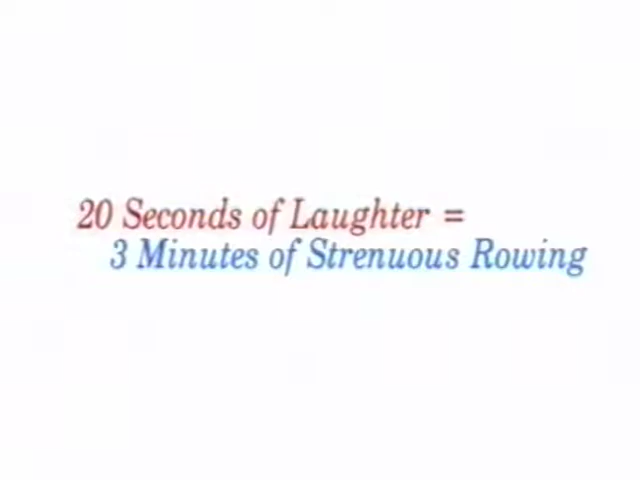 20 Seconds of Laughter =
3 Minutes of Strenuous Rowing